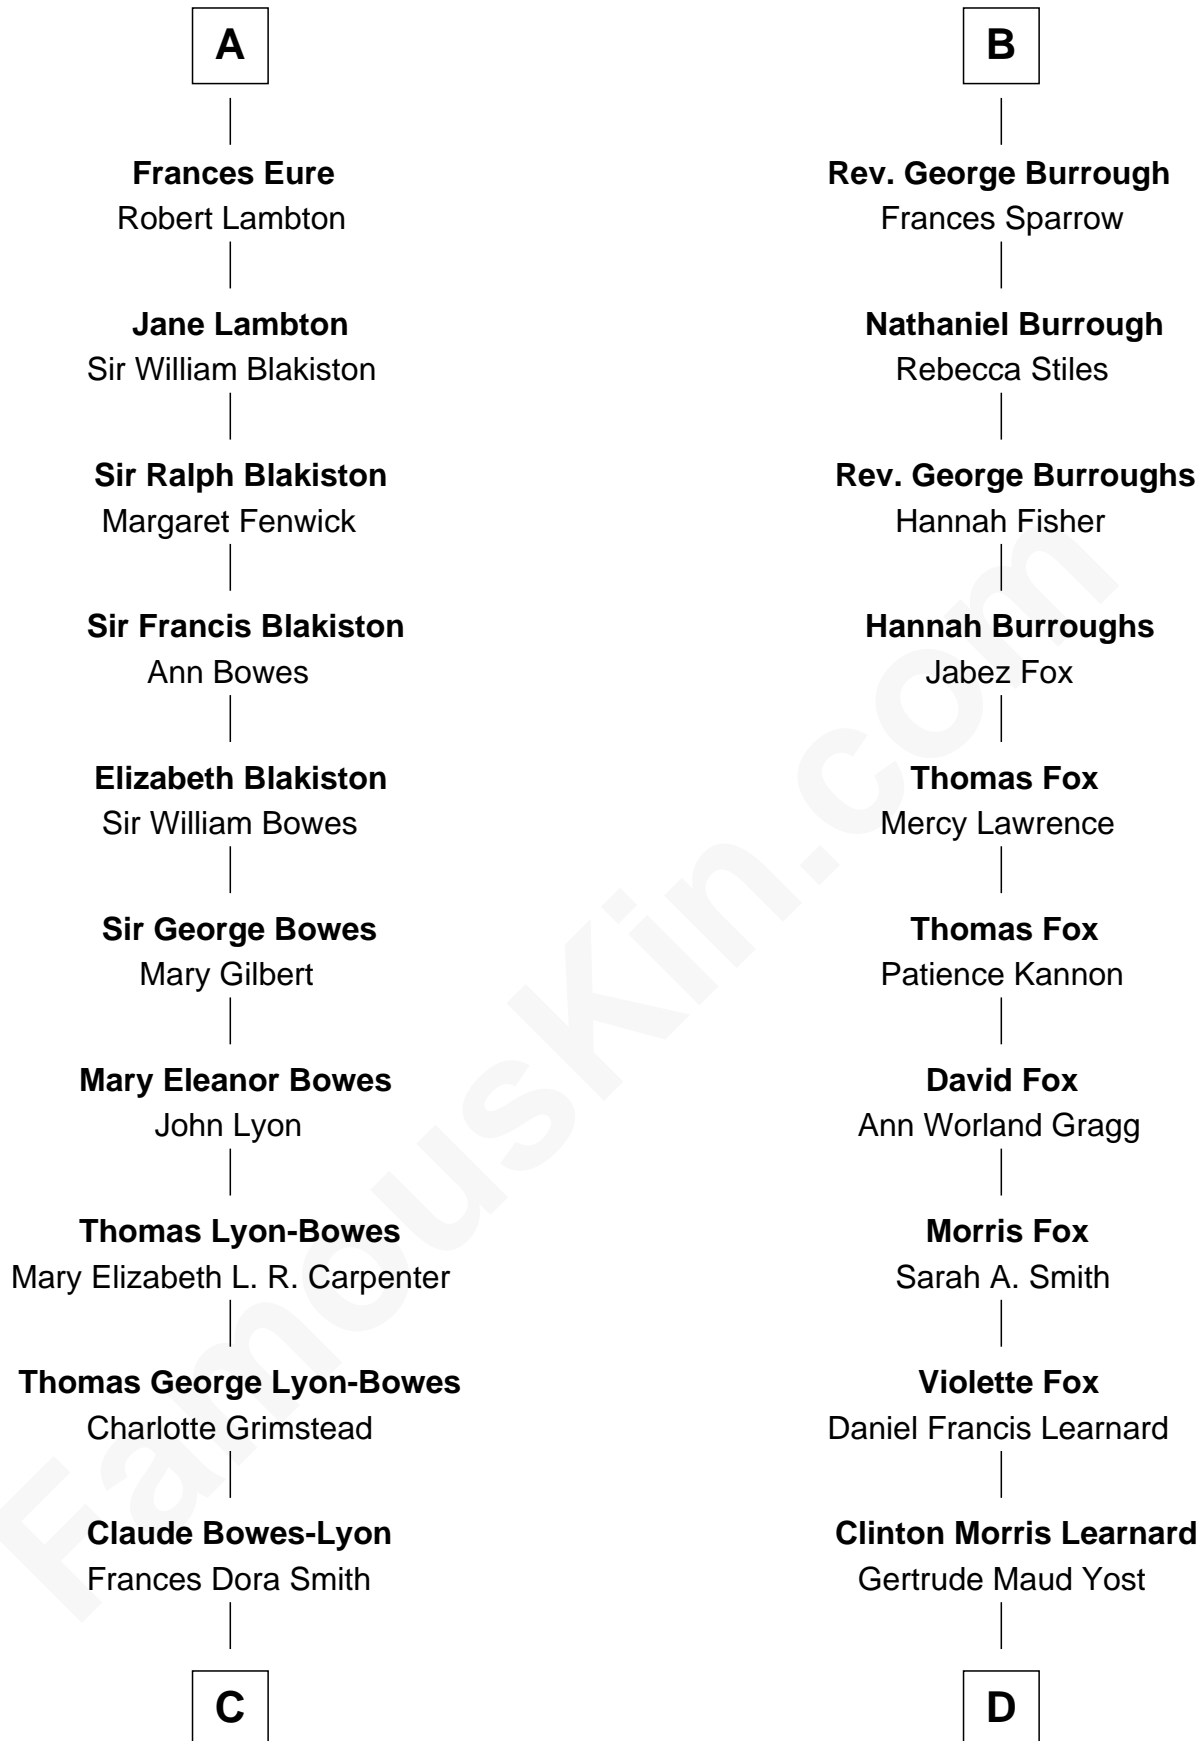 A
Frances Eure
Robert Lambton
Jane Lambton
Sir William Blakiston
Sir Ralph Blakiston
Margaret Fenwick
Sir Francis Blakiston
Ann Bowes
Elizabeth Blakiston
Sir William Bowes
Sir George Bowes
Mary Gilbert
Mary Eleanor Bowes
John Lyon
Thomas Lyon-Bowes
Mary Elizabeth L. R. Carpenter
Thomas George Lyon-Bowes
Charlotte Grimstead
Claude Bowes-Lyon
Frances Dora Smith
C
B
Rev. George Burrough
Frances Sparrow
Nathaniel Burrough
Rebecca Stiles
Rev. George Burroughs
Hannah Fisher
Hannah Burroughs
Jabez Fox
Thomas Fox
Mercy Lawrence
Thomas Fox
Patience Kannon
David Fox
Ann Worland Gragg
Morris Fox
Sarah A. Smith
Violette Fox
Daniel Francis Learnard
Clinton Morris Learnard
Gertrude Maud Yost
D
FamousKin.com